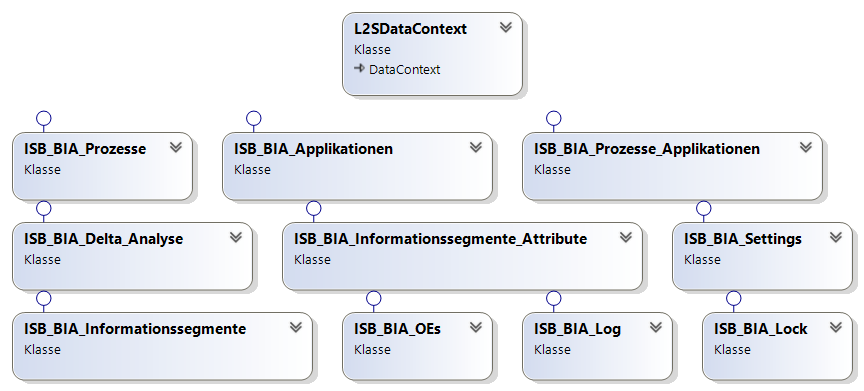 L2SDataContext
Klasse
DataContext
ISB_BIA_Prozesse
Klasse
ISB_BIA_Applikationen
Klasse
ISB_BIA_Prozesse_Applikationen
Klasse
ISB_BIA_Delta_Analyse
Klasse
ISB_BIA_Informationssegmente_Attribute
Klasse
ISB_BIA_Settings
Klasse
ISB_BIA_Informationssegmente
Klasse
ISB_BIA_OEs
Klasse
ISB_BIA_Log
Klasse
ISB_BIA_Lock
Klasse